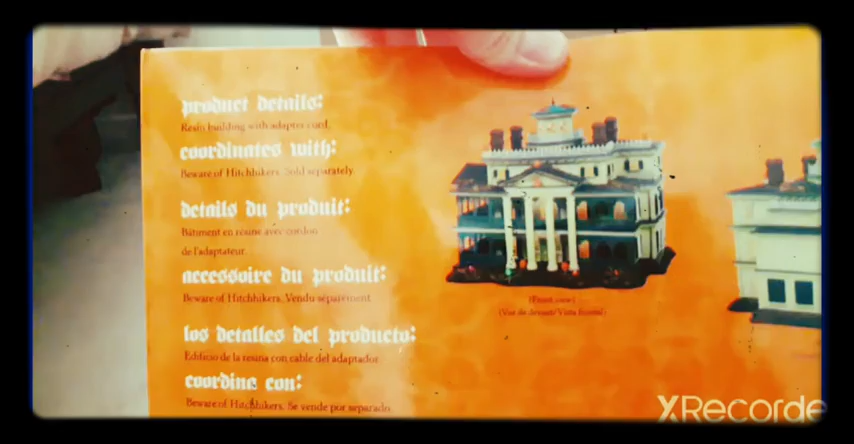 product details:
Resin building with adapter cord.
coordinates with:
Beware of Hitchhikers. Sold separately.
détails du produit:
Bâtiment en résine avec cordon
de l'adaptateur.
accessoire du produit:
Beware of Hitchhikers. Vendu séparément
los detalles del producto:
Edificio de la resina con cable del adaptador
coordine con:
Beware of Hitchhikers. Se vende por separado
(Front view)
(Vue de devant/Vista frontal)
XRecorde